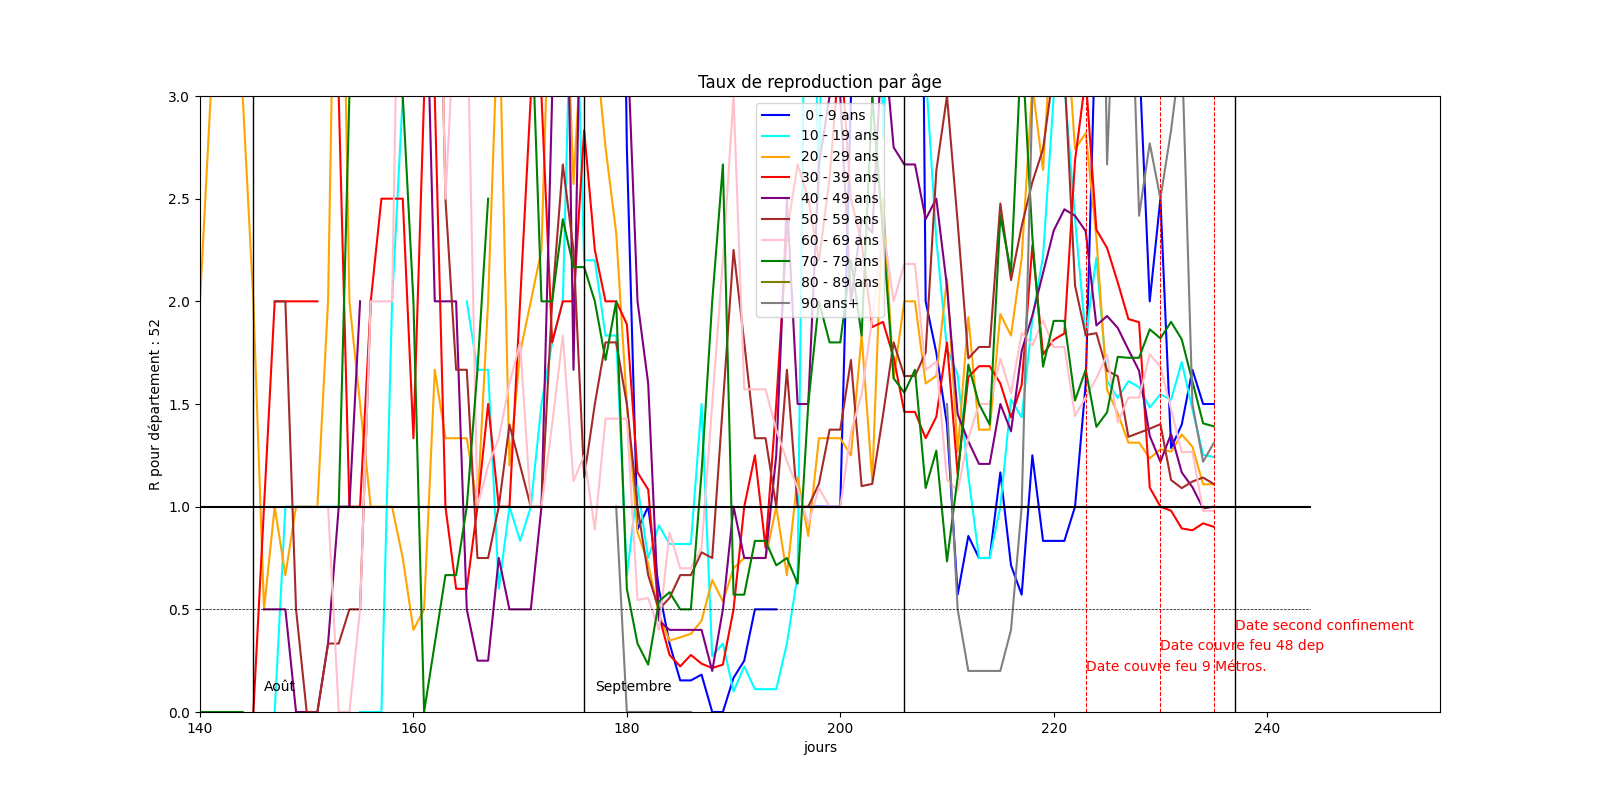 Taux de reproduction par âge
R pour département : 52
3.0
2.5
2.0
1.5
1.0
0.5
0.0
0 - 9 ans
10 - 19 ans
20 - 29 ans
30 - 39 ans
40 - 49 ans
50 - 59 ans
60 - 69 ans
70 - 79 ans
80 - 89 ans
90 ans+
Date second confinement
Date couvre feu 48 dep
Date couvre feu 9 Métros.
Août
Septembre
140
160
180
200
220
240
jours